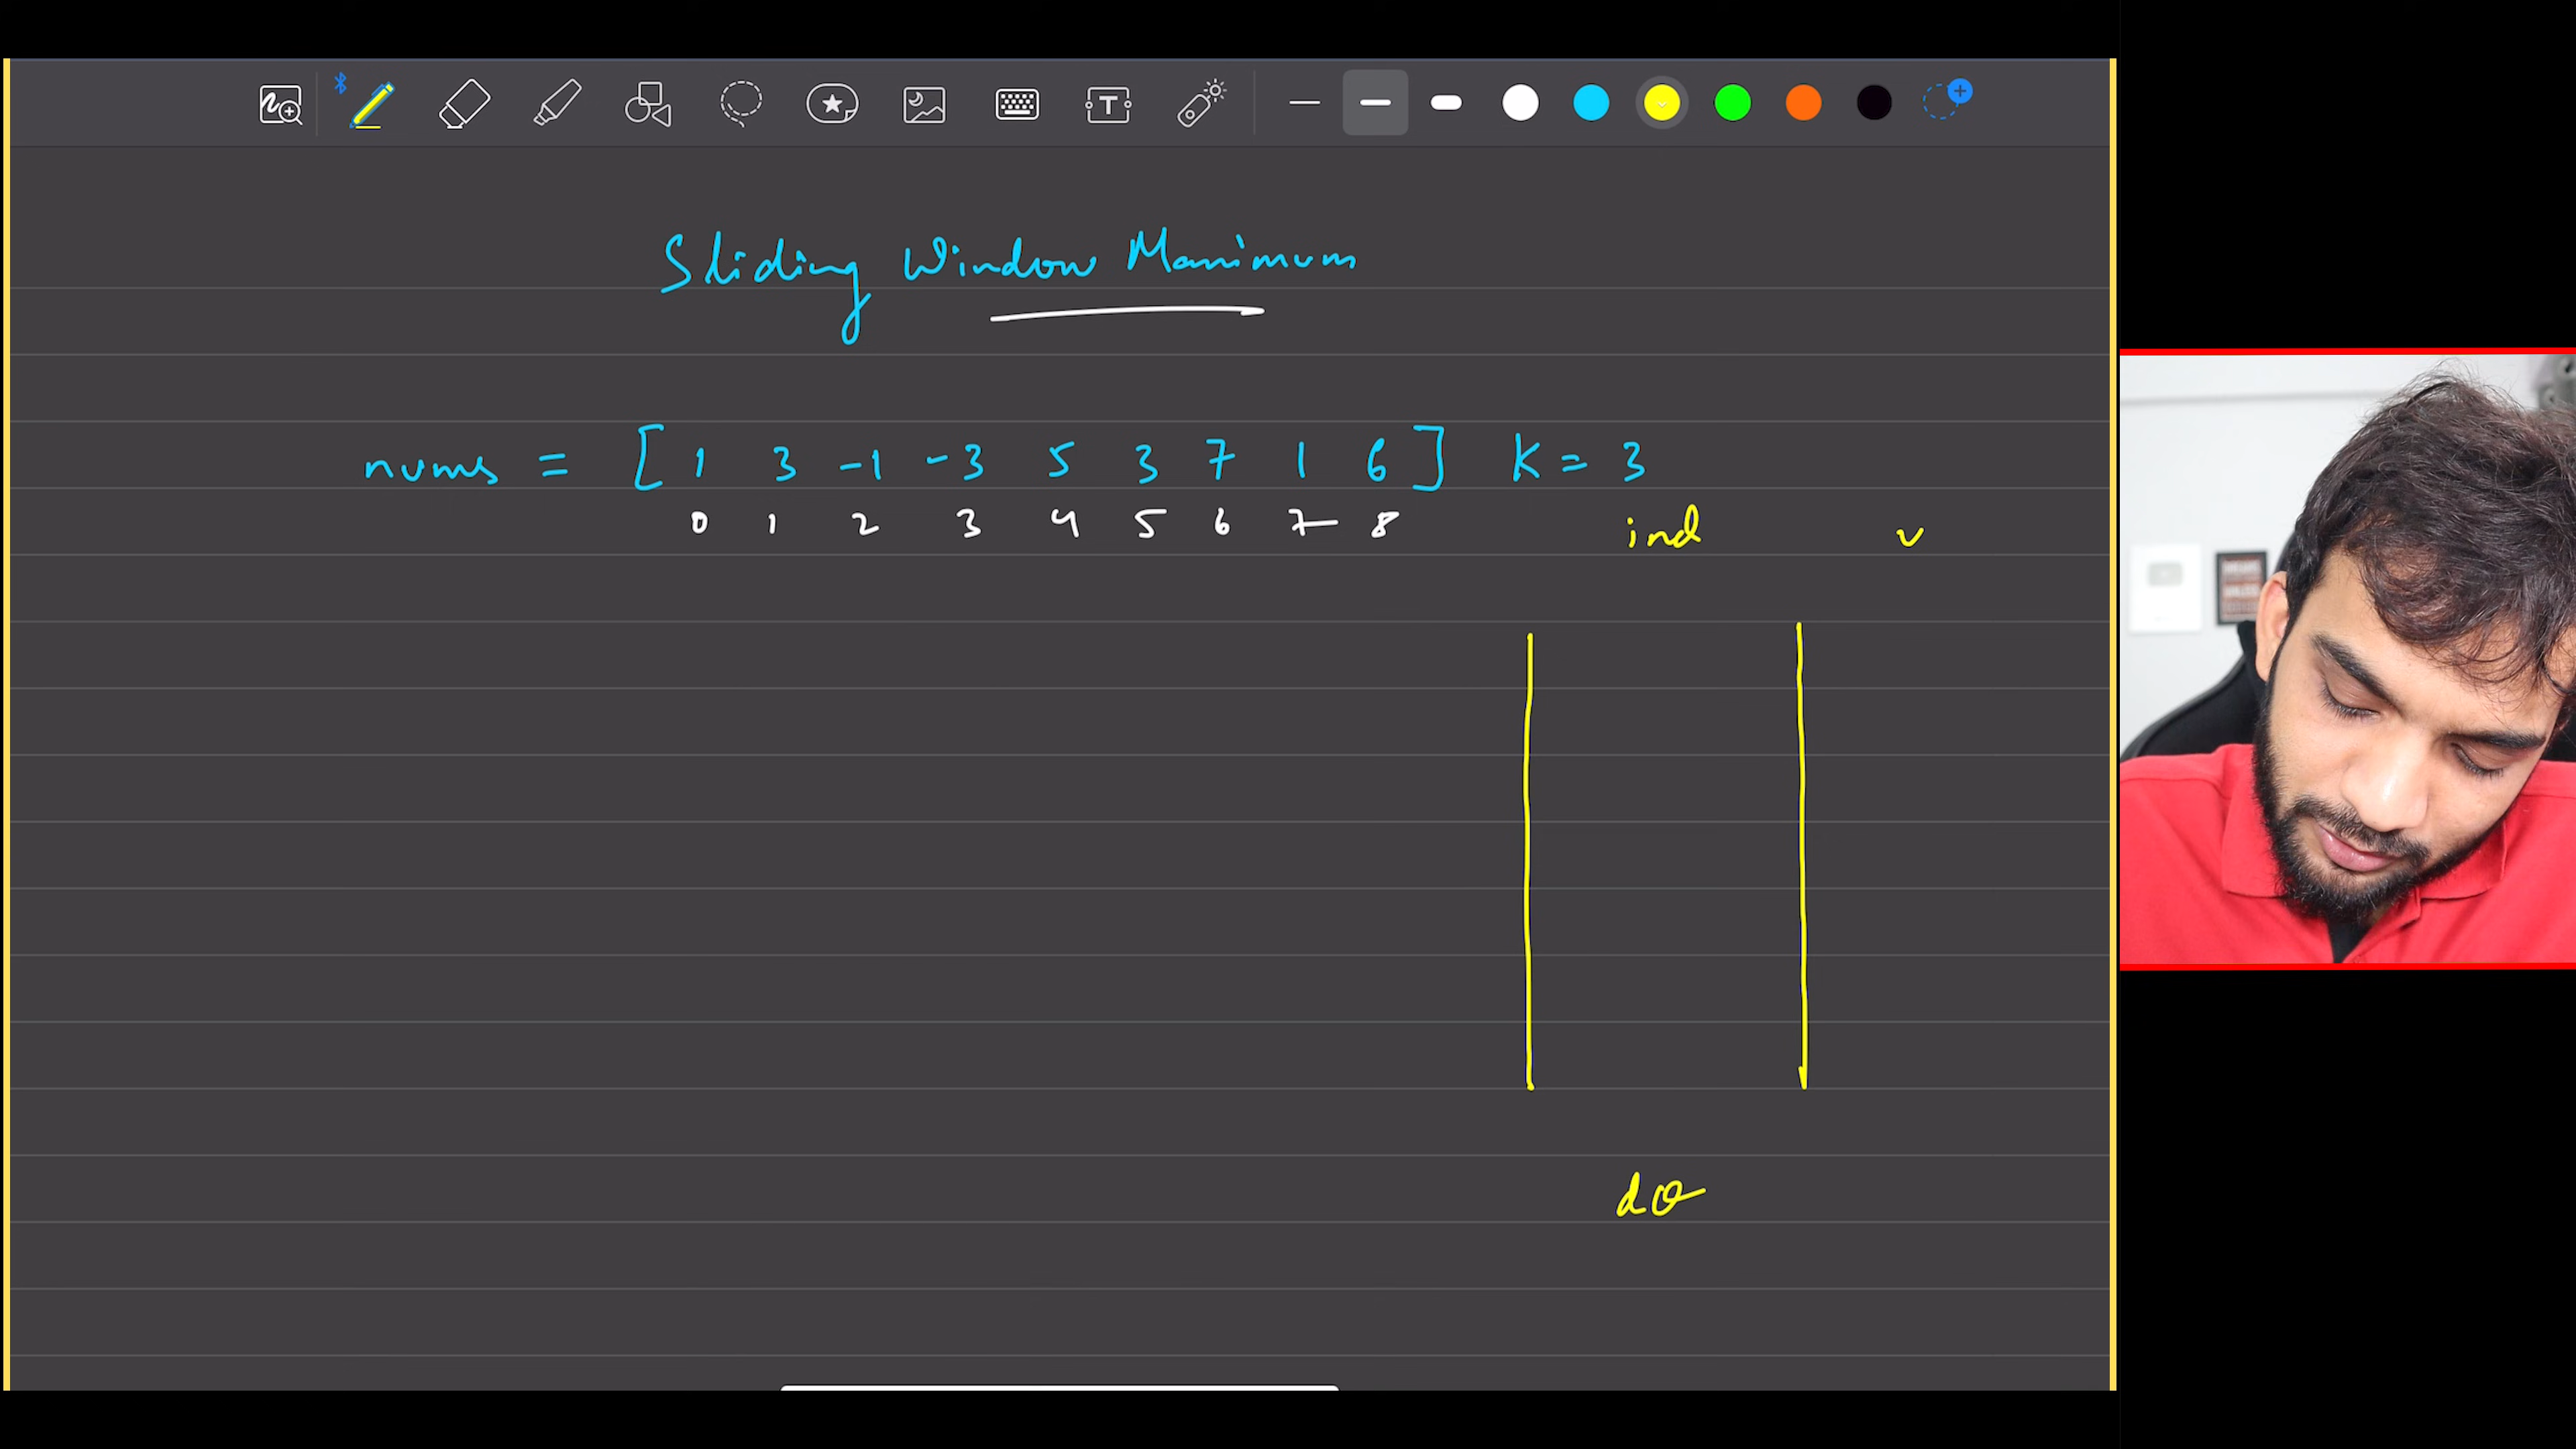 Sliding Window Maximum
nums = [ 1 3 -1 -3 5 3 7 1 6 ] K = 3
0 1 2 3 4 5 6 7 8
ind v
dQ